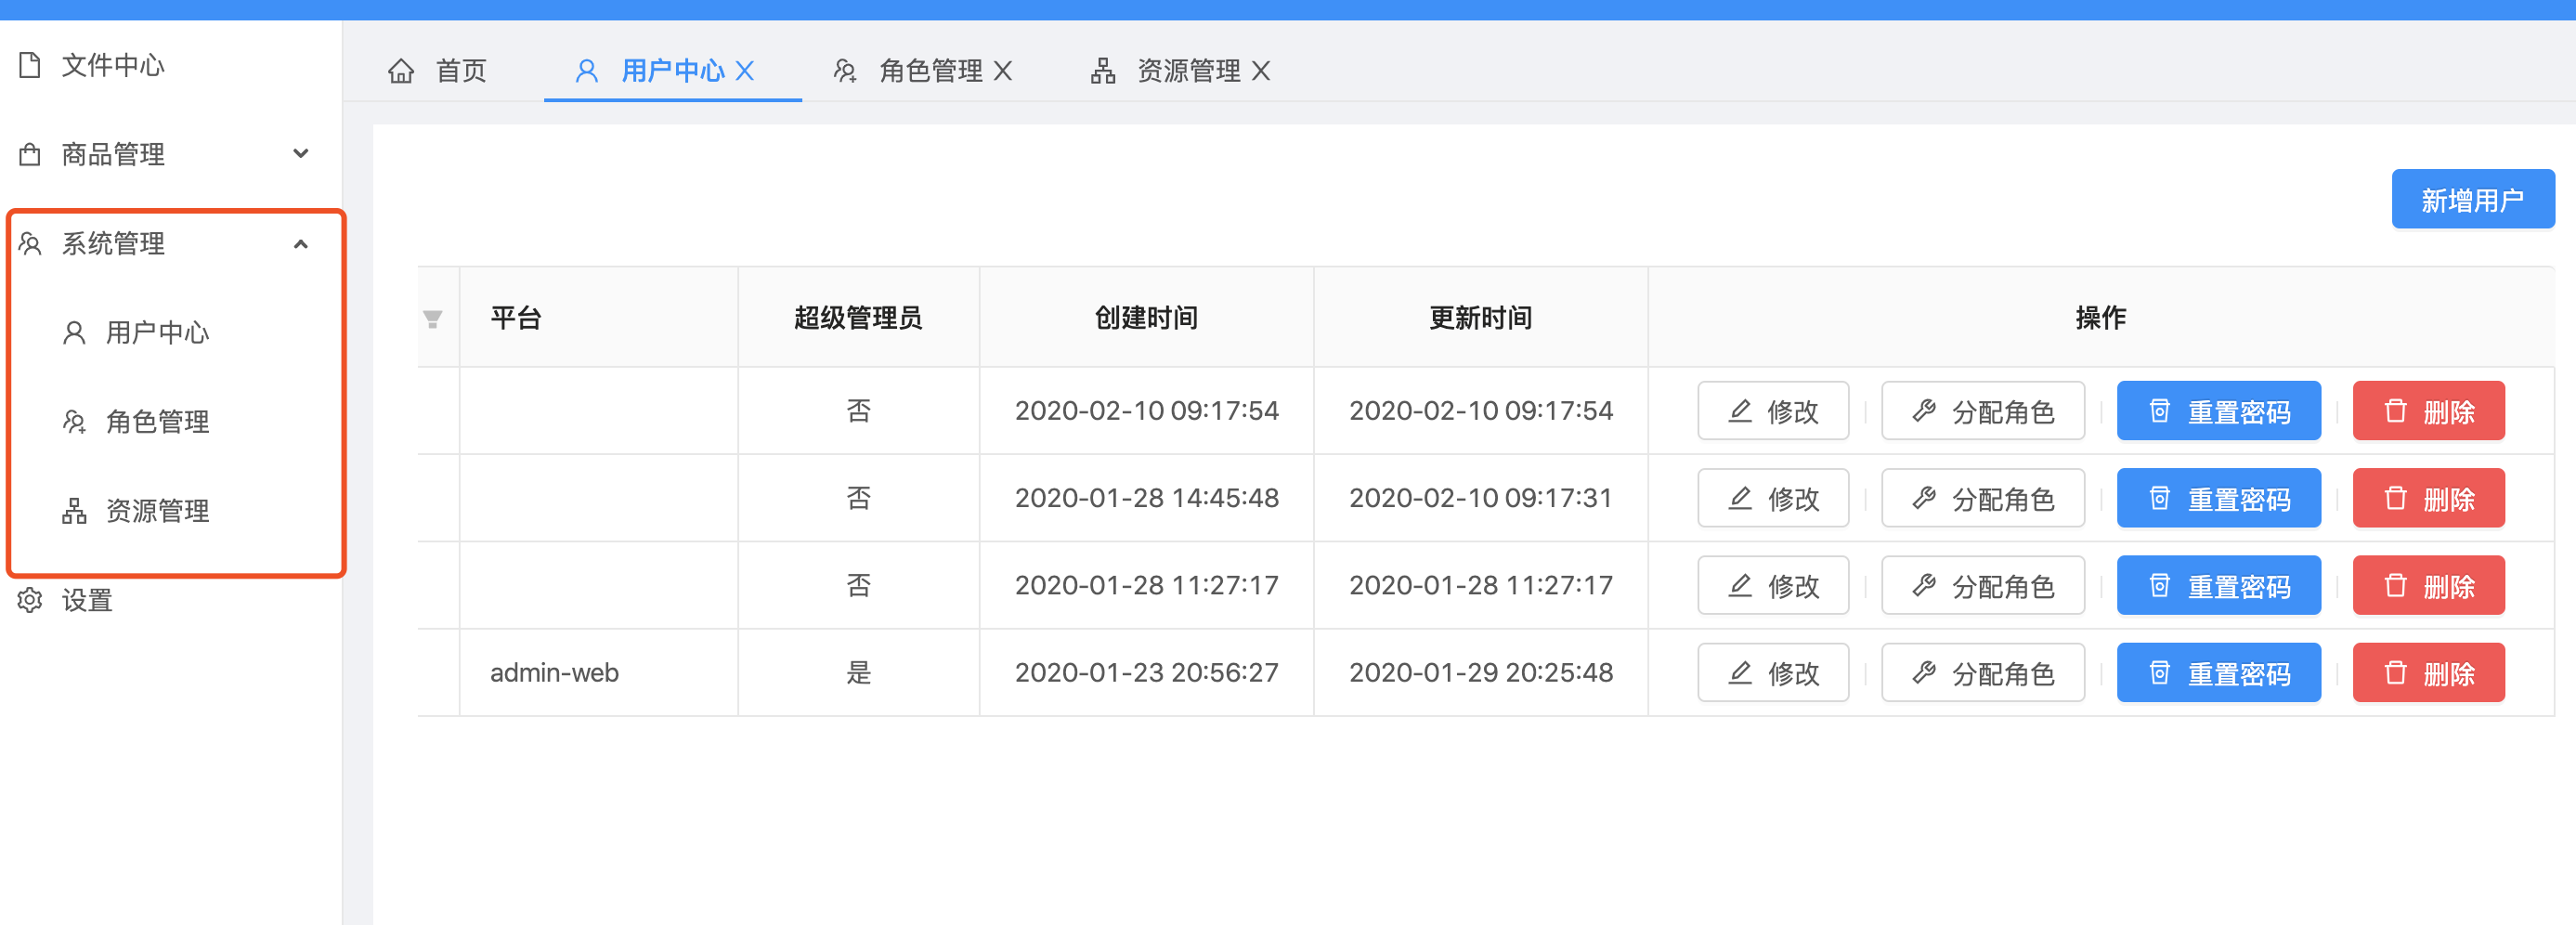 文件中心
商品管理
系统管理
用户中心
角色管理
资源管理
设置
首页 用户中心 角色管理 资源管理
新增用户
平台 超级管理员 创建时间 更新时间 操作
否 2020-02-10 09:17:54 2020-02-10 09:17:54 修改 分配角色 重置密码 删除
否 2020-01-28 14:45:48 2020-02-10 09:17:31 修改 分配角色 重置密码 删除
否 2020-01-28 11:27:17 2020-01-28 11:27:17 修改 分配角色 重置密码 删除
admin-web 是 2020-01-23 20:56:27 2020-01-29 20:25:48 修改 分配角色 重置密码 删除